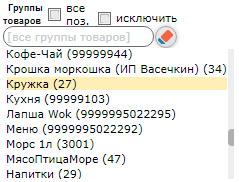 Группы товаров все поз. исключить
[все группы товаров]
Кофе-Чай (99999944)
Крошка моркошка (ИП Васечкин) (34)
Кружка (27)
Кухня (99999103)
Лапша Wok (9999995022295)
Меню (9999995022292)
Морс 1л (3001)
МясоПтицаМоре (47)
Напитки (29)